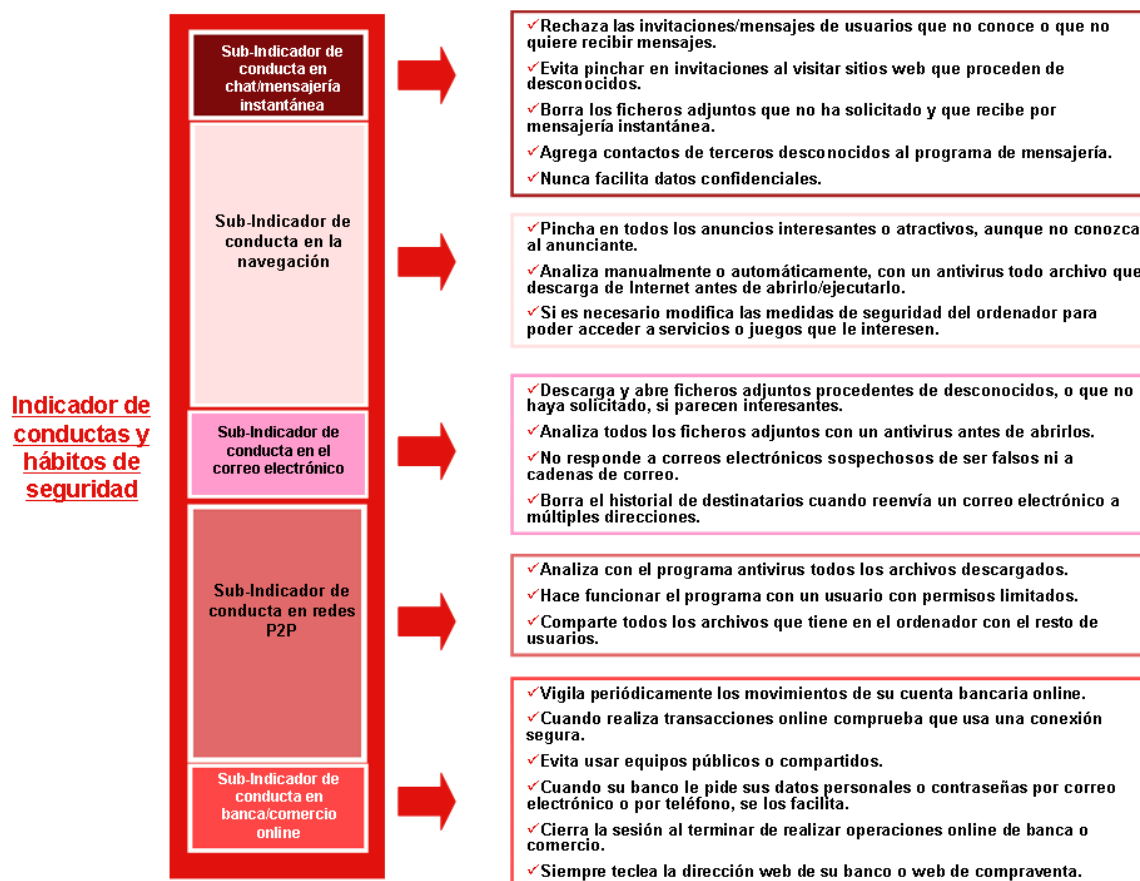 Indicador de
conductas y
hábitos de
seguridad
Sub-Indicador de
conducta en
chat/mensajería
instantánea
✓Rechaza las invitaciones/mensajes de usuarios que no conoce o que no
quiere recibir mensajes.
✓Evita pinchar en invitaciones al visitar sitios web que proceden de
desconocidos.
✓Borra los ficheros adjuntos que no ha solicitado y que recibe por
mensajería instantánea.
✓Agrega contactos de terceros desconocidos al programa de mensajería.
✓Nunca facilita datos confidenciales.
Sub-Indicador de
conducta en la
navegación
✓Pincha en todos los anuncios interesantes o atractivos, aunque no conozca
al anunciante.
✓Analiza manualmente o automáticamente, con un antivirus todo archivo que
descarga de Internet antes de abrirlo/ejecutarlo.
✓Si es necesario modifica las medidas de seguridad del ordenador para
poder acceder a servicios o juegos que le interesen.
Sub-Indicador de
conducta en el
correo electrónico
✓Descarga y abre ficheros adjuntos procedentes de desconocidos, o que no
haya solicitado, si parecen interesantes.
✓Analiza todos los ficheros adjuntos con un antivirus antes de abrirlos.
✓No responde a correos electrónicos sospechosos de ser falsos ni a
cadenas de correo.
✓Borra el historial de destinatarios cuando reenvía un correo electrónico a
múltiples direcciones.
Sub-Indicador de
conducta en redes
P2P
✓Analiza con el programa antivirus todos los archivos descargados.
✓Hace funcionar el programa con un usuario con permisos limitados.
✓Comparte todos los archivos que tiene en el ordenador con el resto de
usuarios.
Sub-Indicador de
conducta en
banca/comercio
online
✓Vigila periódicamente los movimientos de su cuenta bancaria online.
✓Cuando realiza transacciones online comprueba que usa una conexión
segura.
✓Evita usar equipos públicos o compartidos.
✓Cuando su banco le pide sus datos personales o contraseñas por correo
electrónico o por teléfono, se los facilita.
✓Cierra la sesión al terminar de realizar operaciones online de banca o
comercio.
✓Siempre teclea la dirección web de su banco o web de compraventa.